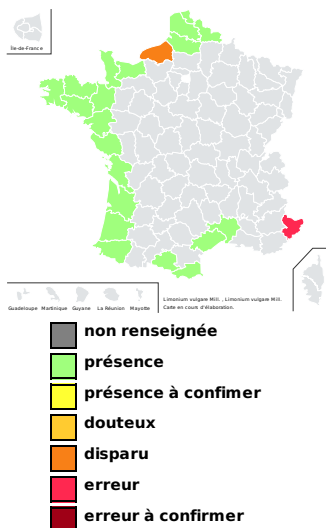 Île-de-France
Guadeloupe Martinique Guyane La Réunion Mayotte
Limonium vulgare Mill. , Limonium vulgare Mill.
Carte en cours d'élaboration.
non renseignée
présence
présence à confimer
douteux
disparu
erreur
erreur à confirmer